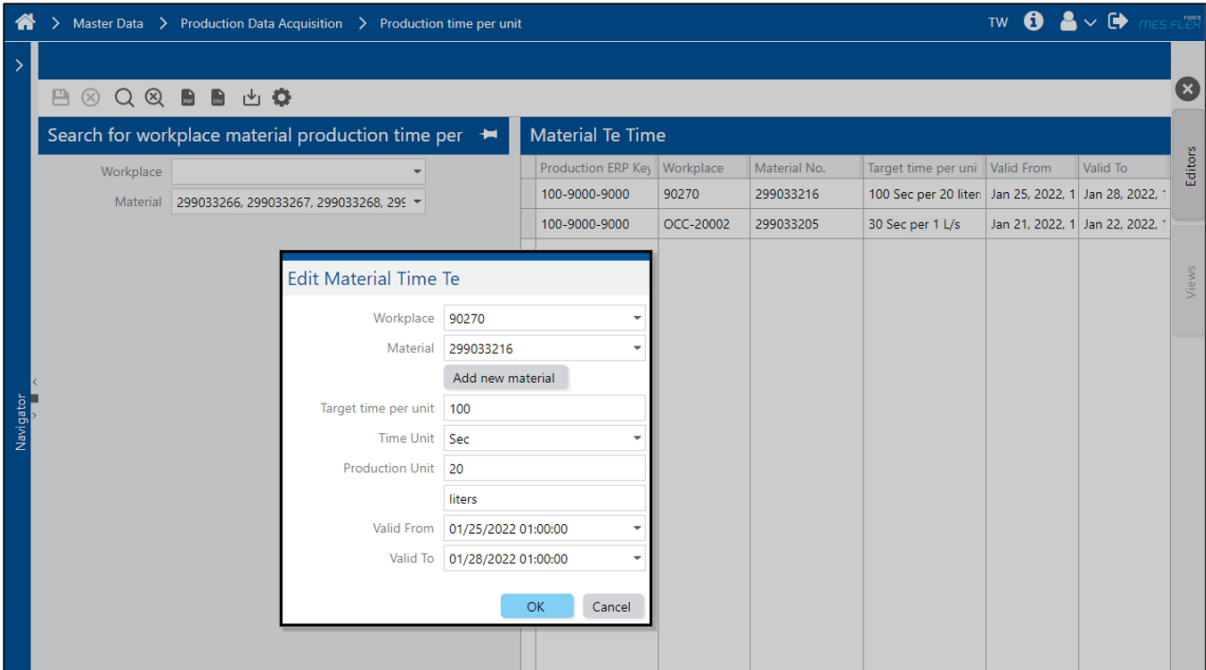 Master Data > Production Data Acquisition > Production time per unit
TW
FORCE
MES FLEX
Search for workplace material production time per
Workplace
Material 299033266, 299033267, 299033268, 299
Material Te Time
Production ERP Key Workplace Material No. Target time per uni Valid From Valid To
100-9000-9000 90270 299033216 100 Sec per 20 liter Jan 25, 2022, 1 Jan 28, 2022, 1
100-9000-9000 OCC-20002 299033205 30 Sec per 1 L/s Jan 21, 2022, 1 Jan 22, 2022, 1
Edit Material Time Te
Workplace 90270
Material 299033216
Add new material
Target time per unit 100
Time Unit Sec
Production Unit 20
liters
Valid From 01/25/2022 01:00:00
Valid To 01/28/2022 01:00:00
OK Cancel
Navigator
Editors
Views